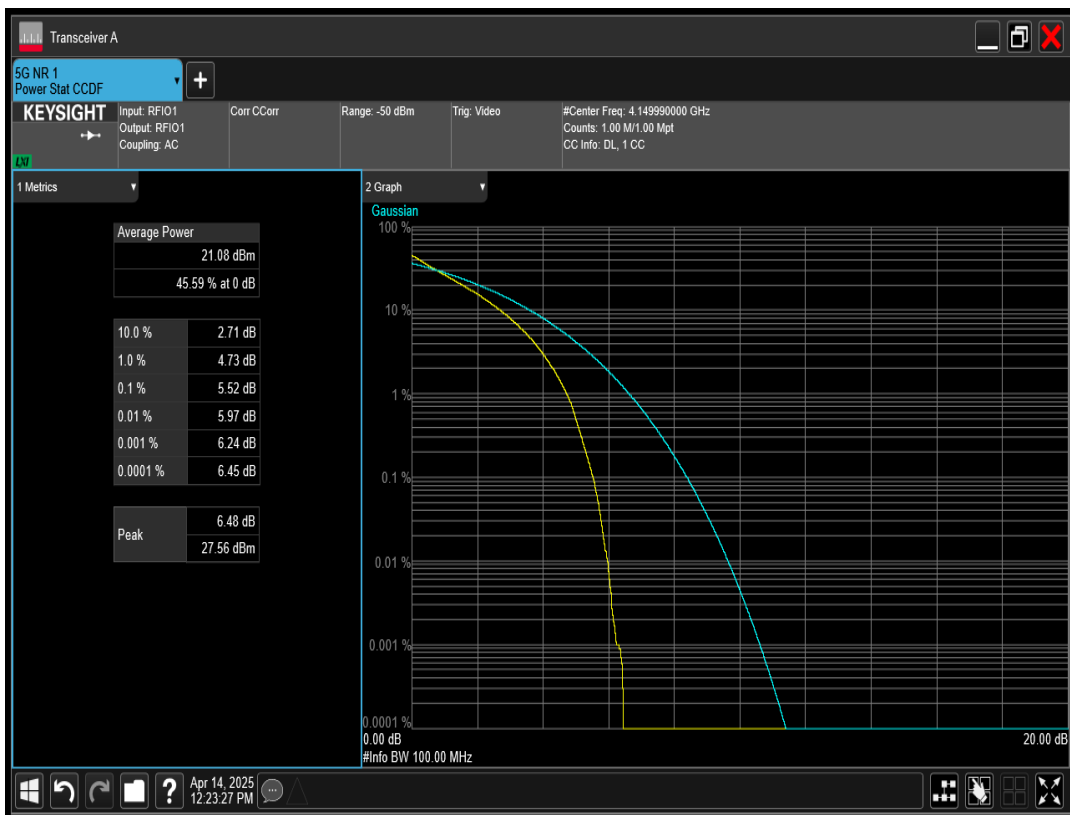 Transceiver A
5G NR 1
Power Stat CCDF
+
KEYSIGHT
LXI
Input: RFIO1
Output: RFIO1
Coupling: AC
Corr CCorr
Range: -50 dBm
Trig: Video
#Center Freq: 4.149990000 GHz
Counts: 1.00 M/1.00 Mpt
CC Info: DL, 1 CC
1 Metrics
Average Power
21.08 dBm
45.59 % at 0 dB
10.0 % 2.71 dB
1.0 % 4.73 dB
0.1 % 5.52 dB
0.01 % 5.97 dB
0.001 % 6.24 dB
0.0001 % 6.45 dB
Peak
6.48 dB
27.56 dBm
2 Graph
Gaussian
100 %
10 %
1 %
0.1 %
0.01 %
0.001 %
0.0001 %
0.00 dB 20.00 dB
#Info BW 100.00 MHz
?
Apr 14, 2025
12:23:27 PM